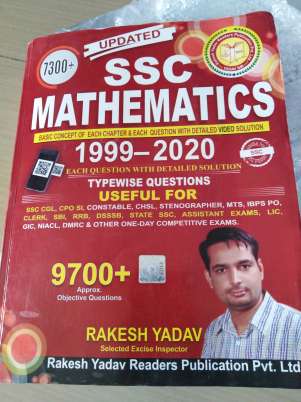 UPDATED
7300+
SSC
MATHEMATICS
BASIC CONCEPT OF EACH CHAPTER & EACH QUESTION WITH DETAILED VIDEO SOLUTION
1999–2020
EACH QUESTION WITH DETAILED SOLUTION
SSC
TYPEWISE QUESTIONS
USEFUL FOR
SSC CGL, CPO SI, CONSTABLE, CHSL, STENOGRAPHER, MTS, IBPS PO,
CLERK, SBI, RRB, DSSSB, STATE SSC, ASSISTANT EXAMS, LIC,
GIC, NIACL, DMRC & OTHER ONE-DAY COMPETITIVE EXAMS.
9700+
Approx.
Objective Questions
RAKESH YADAV
Selected Excise Inspector
Rakesh Yadav Readers Publication Pvt. Ltd